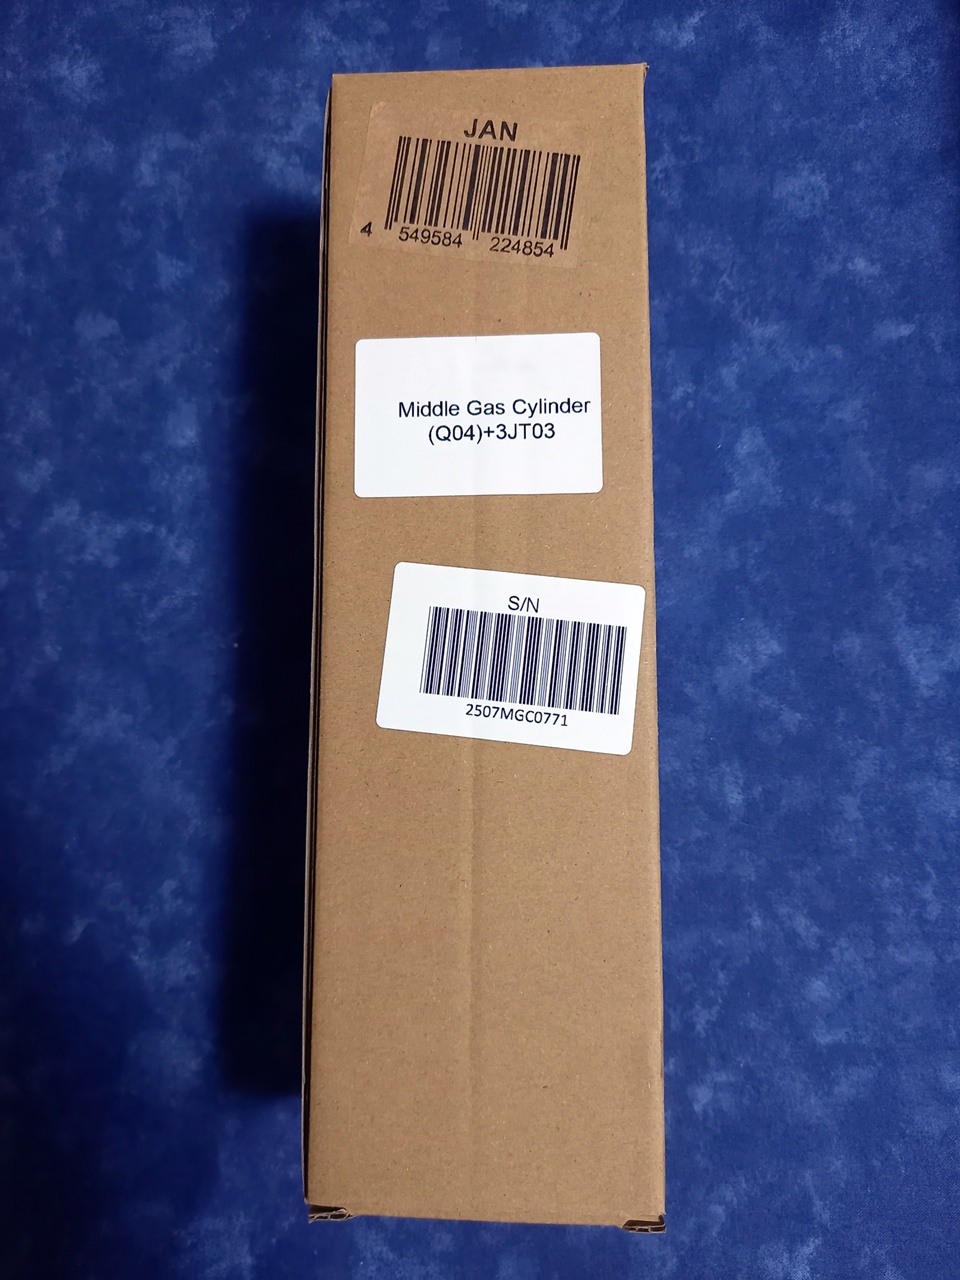 JAN
4 549584 224854
Middle Gas Cylinder
(Q04)+3JT03
S/N
2507MGC0771